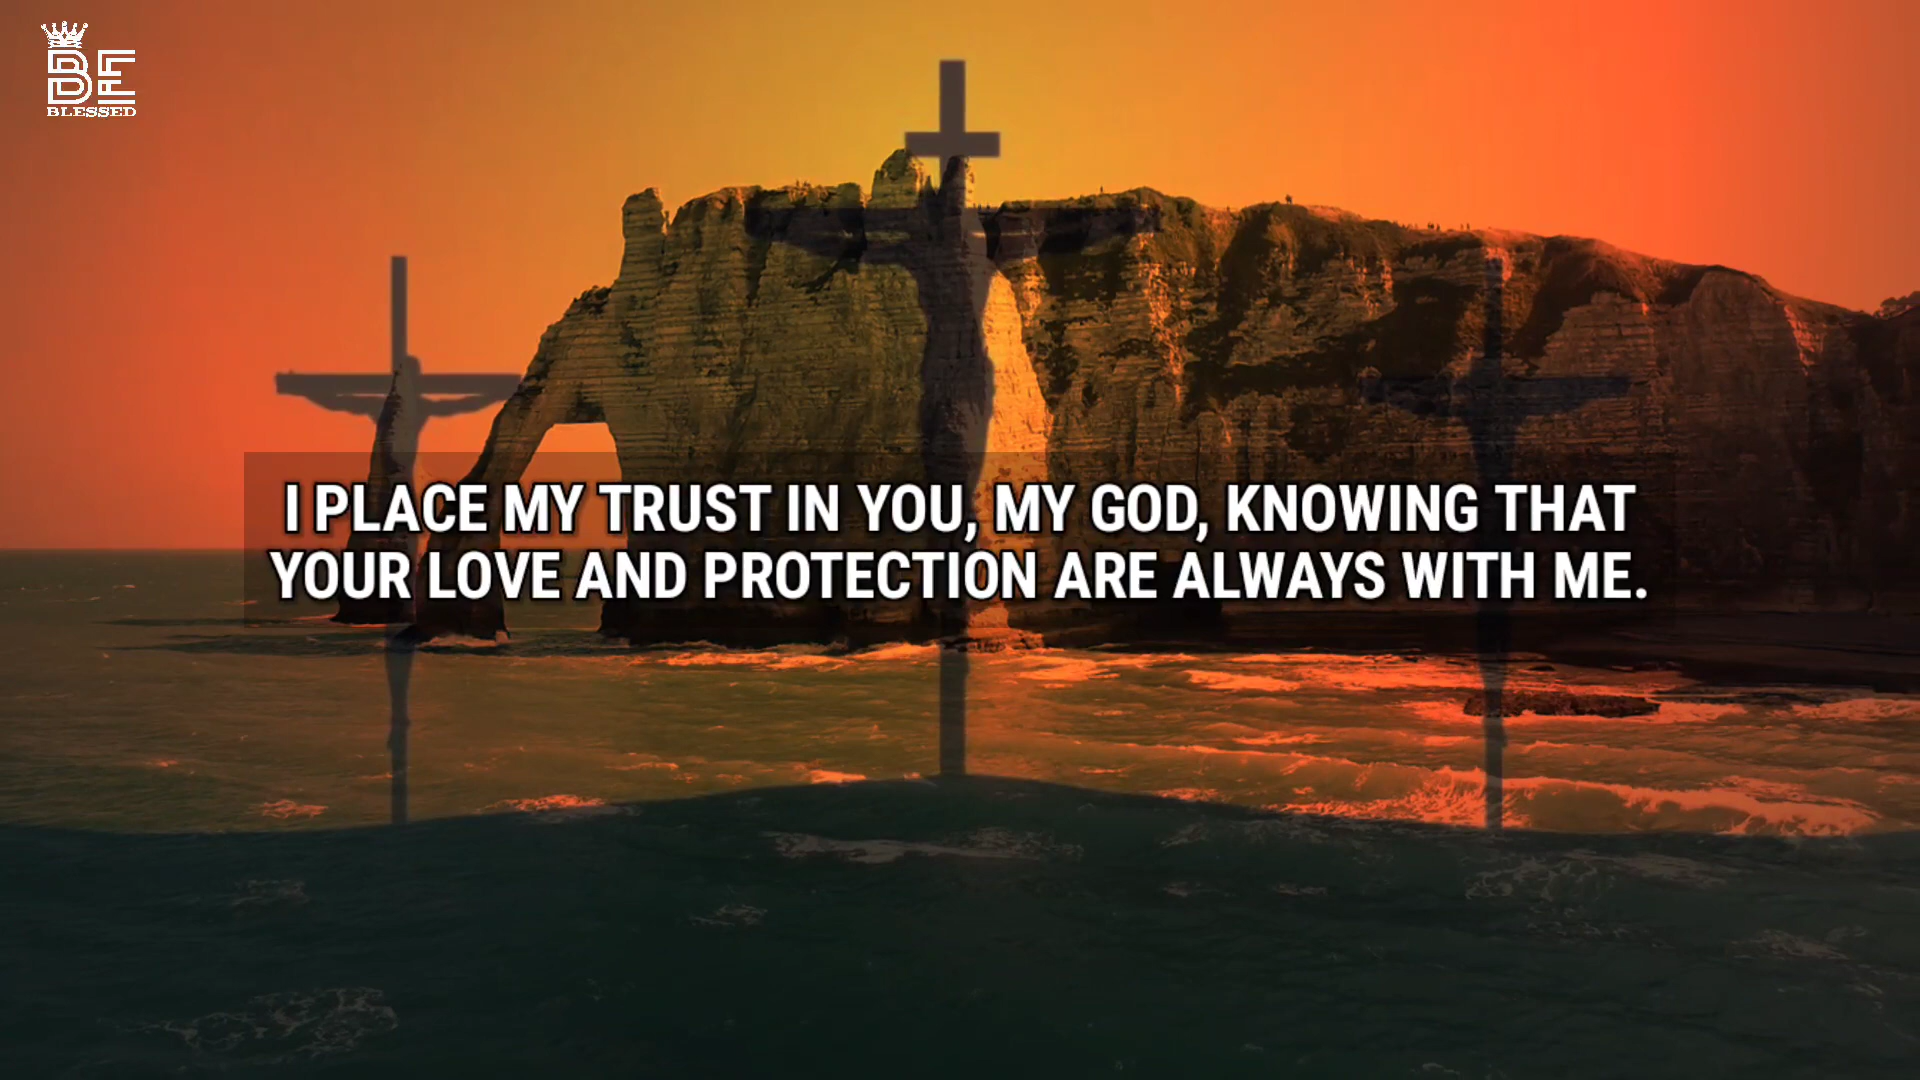 BE
BLESSED
I PLACE MY TRUST IN YOU, MY GOD, KNOWING THAT
YOUR LOVE AND PROTECTION ARE ALWAYS WITH ME.